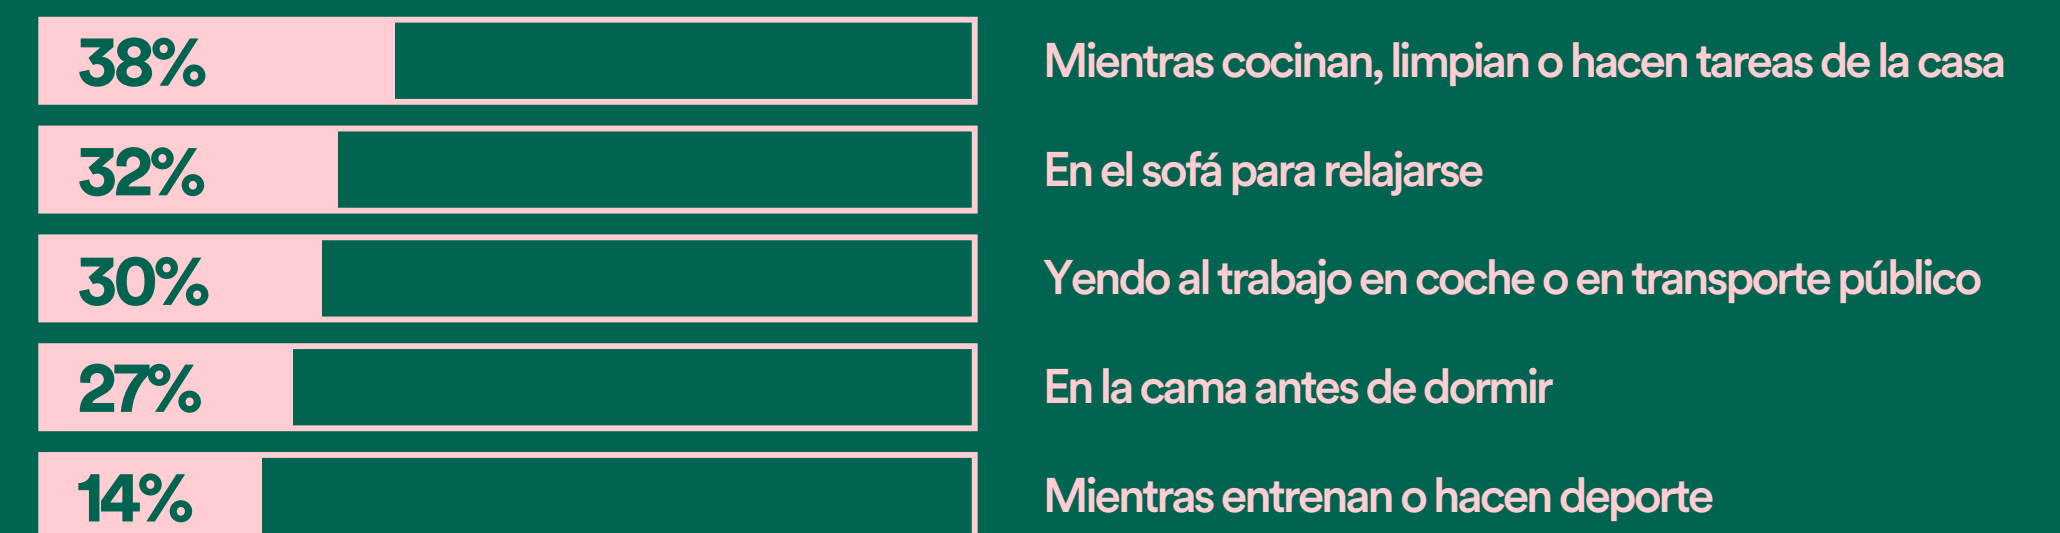 38% Mientras cocinan, limpian o hacen tareas de la casa
32% En el sofá para relajarse
30% Yendo al trabajo en coche o en transporte público
27% En la cama antes de dormir
14% Mientras entrenan o hacen deporte